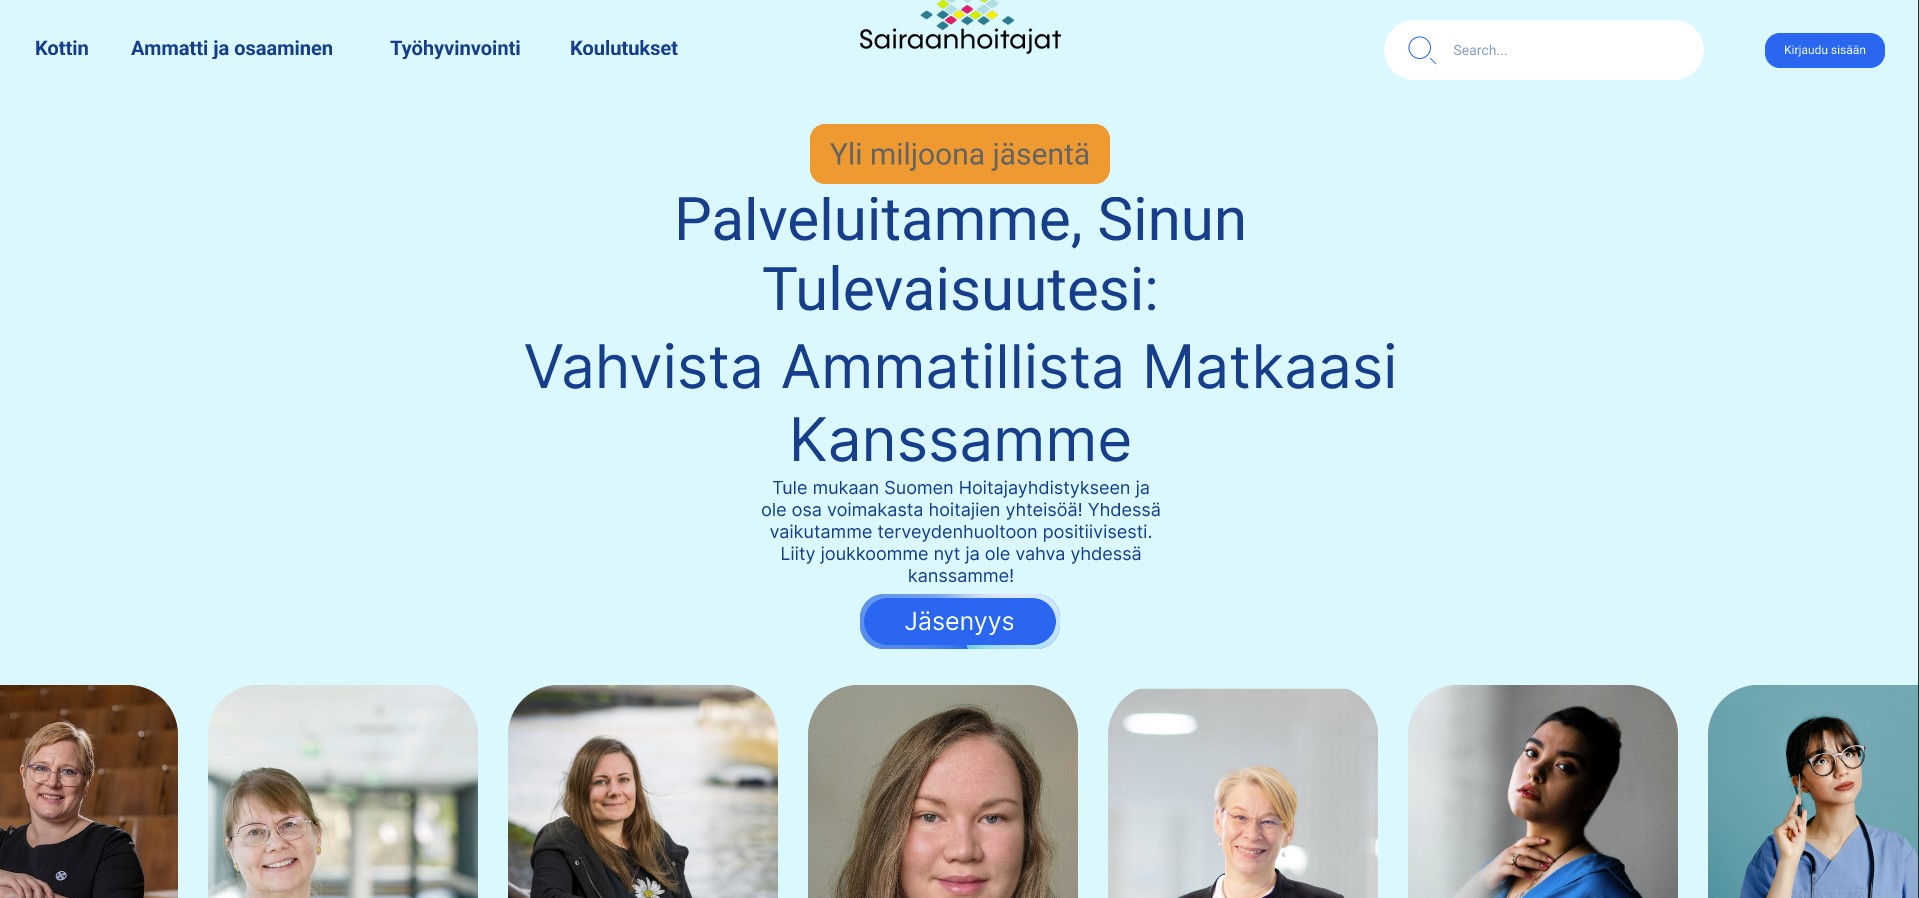 Kottin
Ammatti ja osaaminen
Työhyvinvointi
Koulutukset
Sairaanhoitajat
Search...
Kirjaudu sisään
Yli miljoona jäsentä
Palveluitamme, Sinun
Tulevaisuutesi:
Vahvista Ammatillista Matkaasi
Kanssamme
Tule mukaan Suomen Hoitajayhdistykseen ja
ole osa voimakasta hoitajien yhteisöä! Yhdessä
vaikutamme terveydenhuoltoon positiivisesti.
Liity joukkoomme nyt ja ole vahva yhdessä
kanssamme!
Jäsenyys